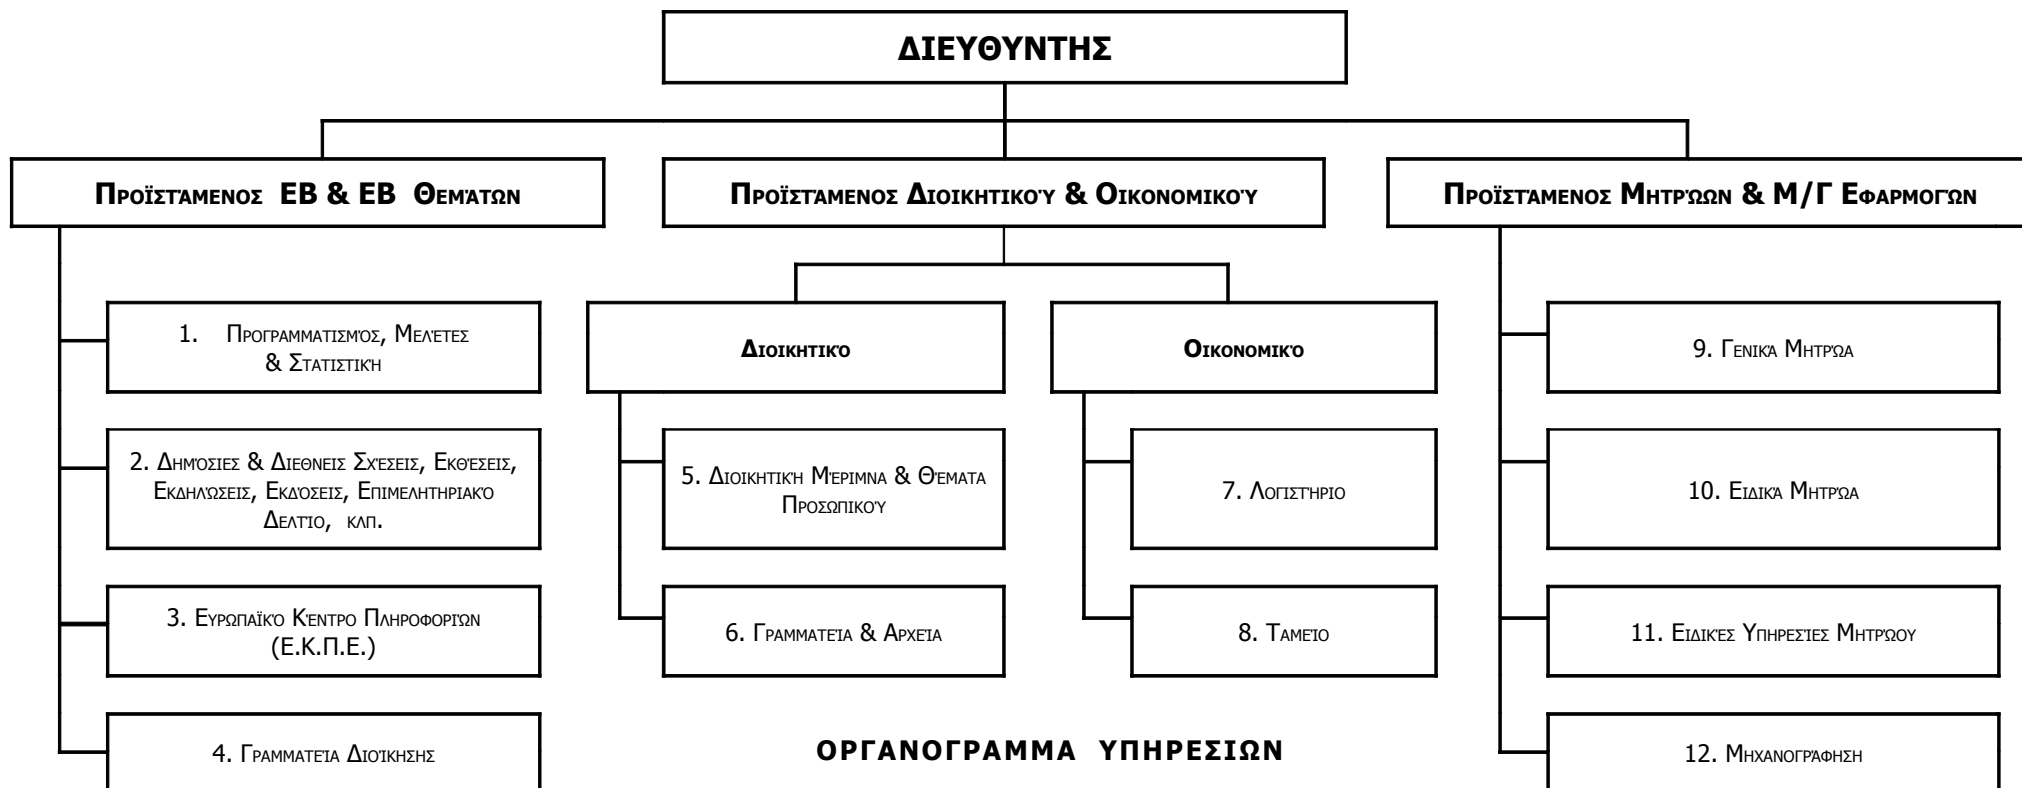 ΔΙΕΥΘΥΝΤΗΣ
Προϊστάμενος ΕΒ & ΕΒ Θεμάτων
Προϊστάμενος Διοικητικού & Οικονομικού
Προϊστάμενος Μητρώων & Μ/Γ Εφαρμογών
1. Προγραμματισμός, Μελέτες
& Στατιστική
2. Δημόσιες & Διεθνείς Σχέσεις, Εκθέσεις,
Εκδηλώσεις, Εκδόσεις, Επιμελητηριακό
Δελτίο, κλπ.
3. Ευρωπαϊκό Κέντρο Πληροφοριών
(Ε.Κ.Π.Ε.)
4. Γραμματεία Διοίκησης
Διοικητικό
5. Διοικητική Μέριμνα & Θέματα
Προσωπικού
6. Γραμματεία & Αρχεία
Οικονομικό
7. Λογιστήριο
8. Ταμείο
9. Γενικά Μητρώα
10. Ειδικά Μητρώα
11. Ειδικές Υπηρεσίες Μητρώου
12. Μηχανογράφηση
ΟΡΓΑΝΟΓΡΑΜΜΑ ΥΠΗΡΕΣΙΩΝ